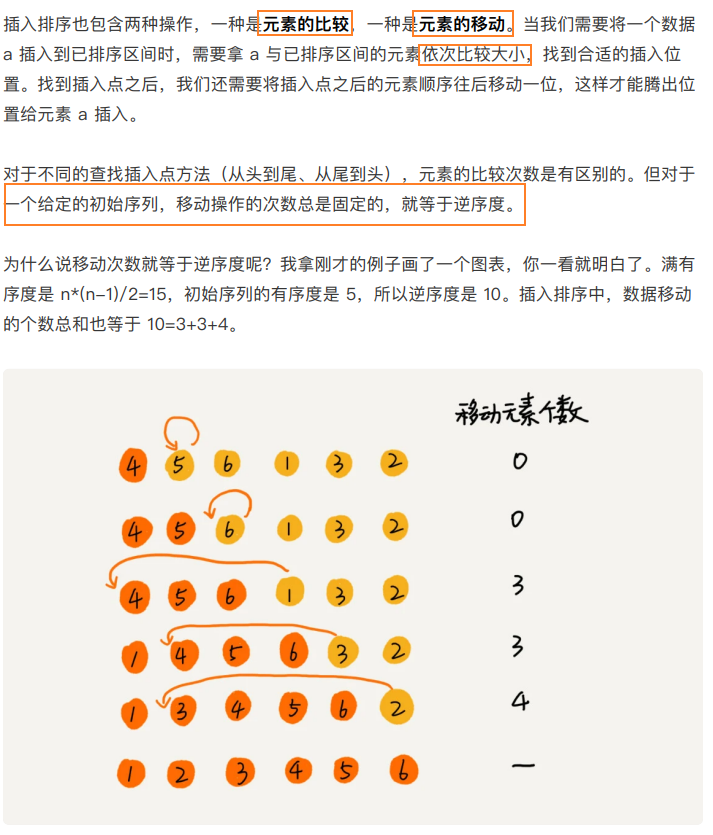 插入排序也包含两种操作，一种是元素的比较，一种是元素的移动。当我们需要将一个数据
a 插入到已排序区间时，需要拿 a 与已排序区间的元素依次比较大小，找到合适的插入位
置。找到插入点之后，我们还需要将插入点之后的元素顺序往后移动一位，这样才能腾出位
置给元素 a 插入。
对于不同的查找插入点方法（从头到尾、从尾到头），元素的比较次数是有区别的。但对于
一个给定的初始序列，移动操作的次数总是固定的，就等于逆序度。
为什么说移动次数就等于逆序度呢？我拿刚才的例子画了一个图表，你一看就明白了。满有
序度是 n*(n–1)/2=15，初始序列的有序度是 5，所以逆序度是 10。插入排序中，数据移动
的个数总和也等于 10=3+3+4。
移动元素个数
4 5 6 1 3 2 0
4 5 6 1 3 2 0
4 5 6 1 3 2 3
1 4 5 6 3 2 3
1 3 4 5 6 2 4
1 2 3 4 5 6 —